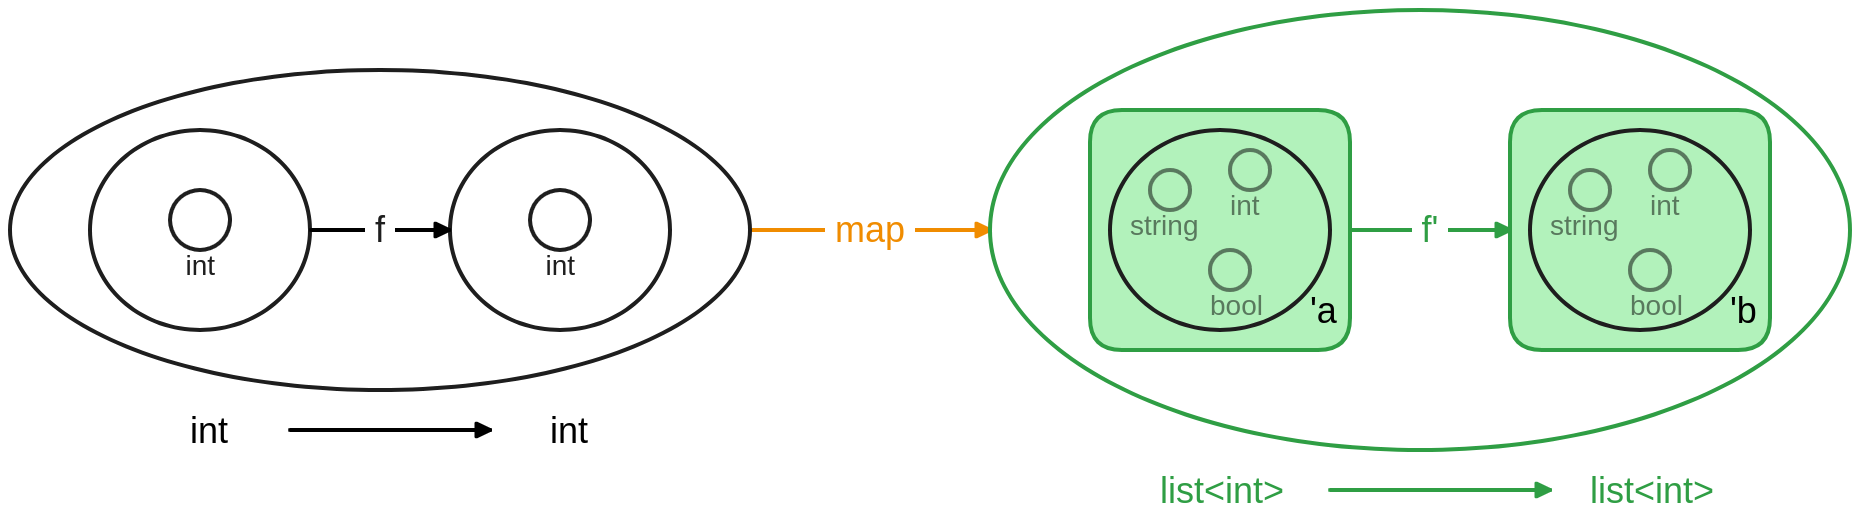 int
f
int
int
int
map
string
int
bool
'a
f'
string
int
bool
'b
list<int>
list<int>